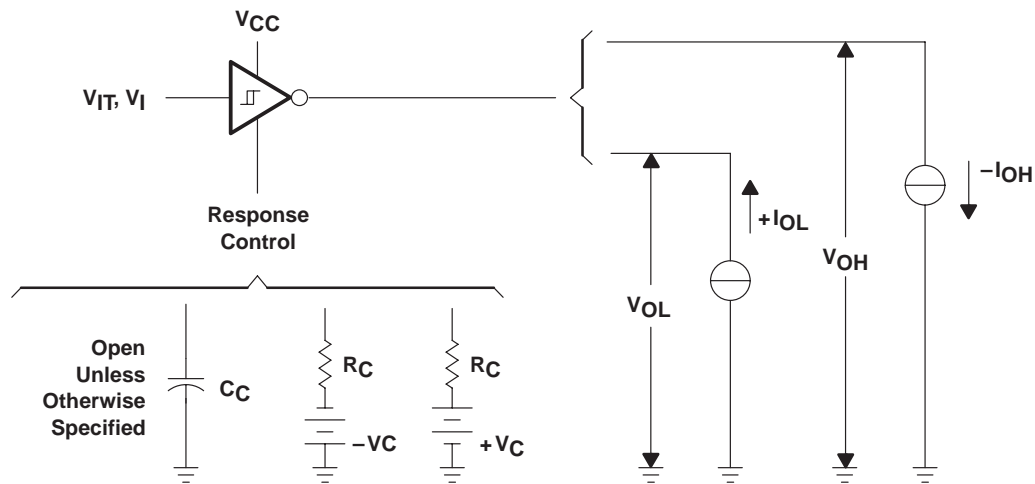 VCC
VIT, VI
Response
Control
–IOH
+IOL
VOH
VOL
Open
Unless
Otherwise
Specified
CC
RC
–VC
RC
+VC